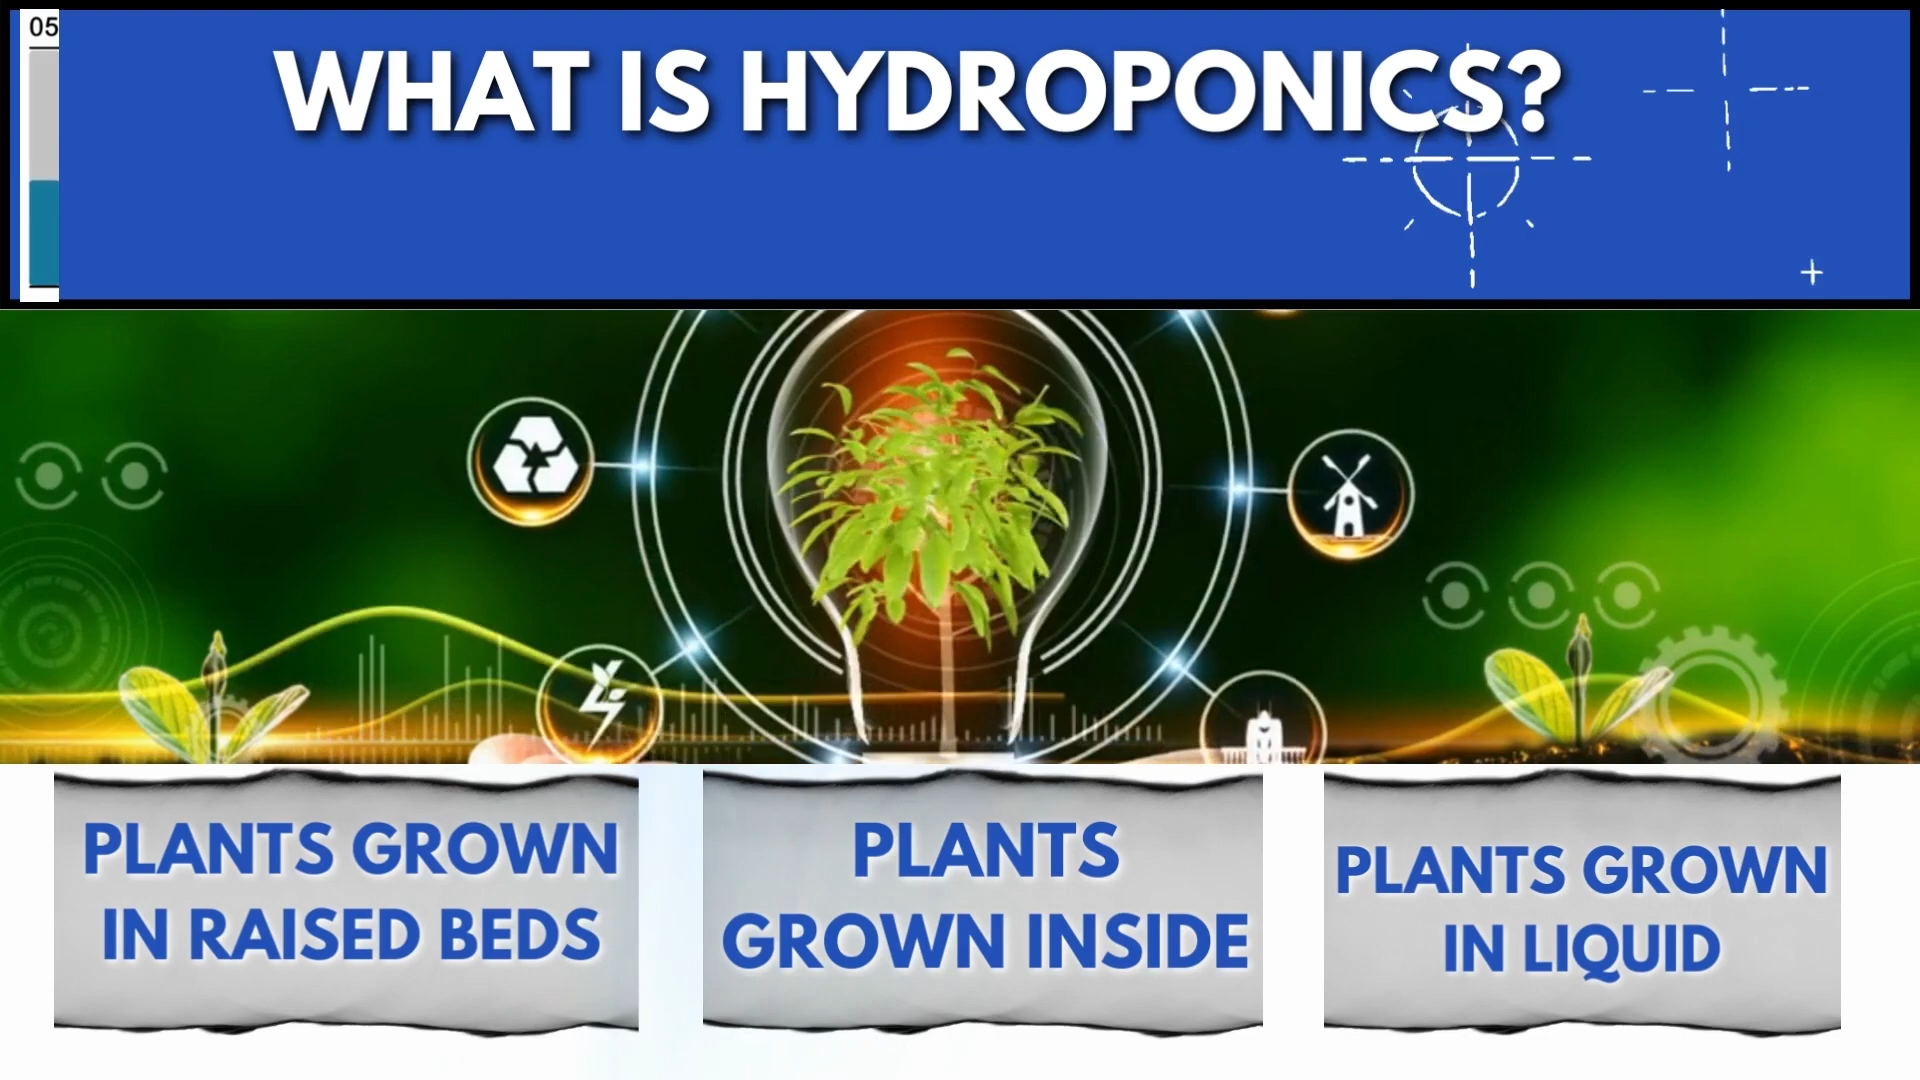 05
WHAT IS HYDROPONICS?
PLANTS GROWN
IN RAISED BEDS
PLANTS
GROWN INSIDE
PLANTS GROWN
IN LIQUID